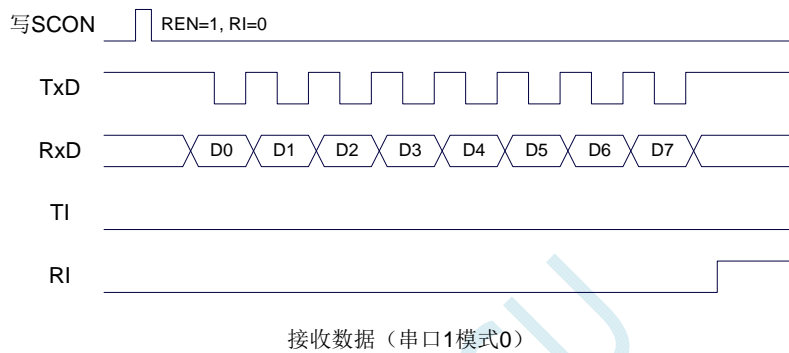 写SCON REN=1, RI=0
TxD
RxD D0 D1 D2 D3 D4 D5 D6 D7
TI
RI
接收数据（串口1模式0）